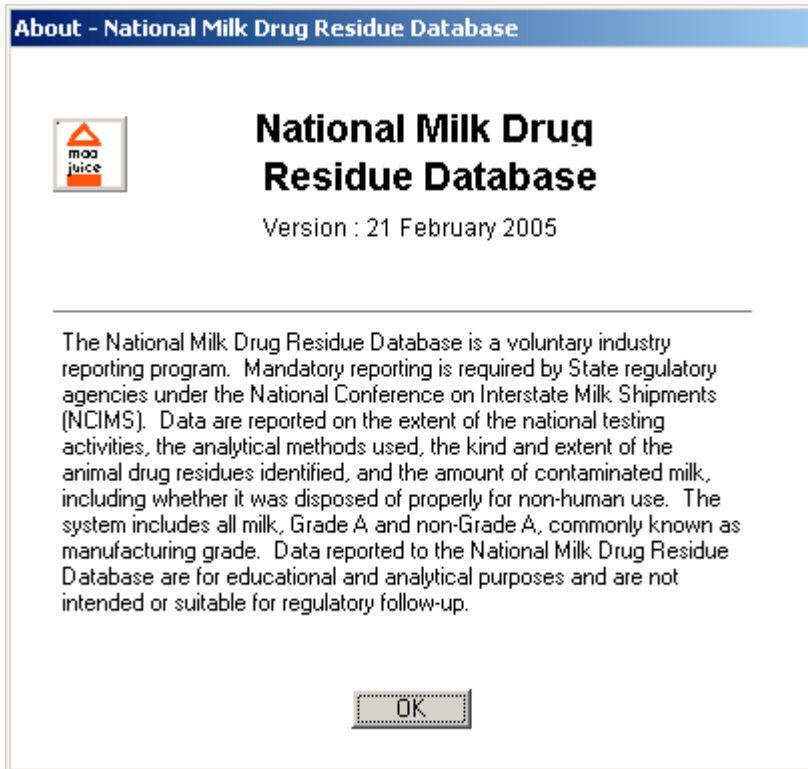 About - National Milk Drug Residue Database
moo
juice
National Milk Drug
Residue Database
Version : 21 February 2005
The National Milk Drug Residue Database is a voluntary industry
reporting program.  Mandatory reporting is required by State regulatory
agencies under the National Conference on Interstate Milk Shipments
(NCIMS).  Data are reported on the extent of the national testing
activities, the analytical methods used, the kind and extent of the
animal drug residues identified, and the amount of contaminated milk,
including whether it was disposed of properly for non-human use.  The
system includes all milk, Grade A and non-Grade A, commonly known as
manufacturing grade.  Data reported to the National Milk Drug Residue
Database are for educational and analytical purposes and are not
intended or suitable for regulatory follow-up.
OK